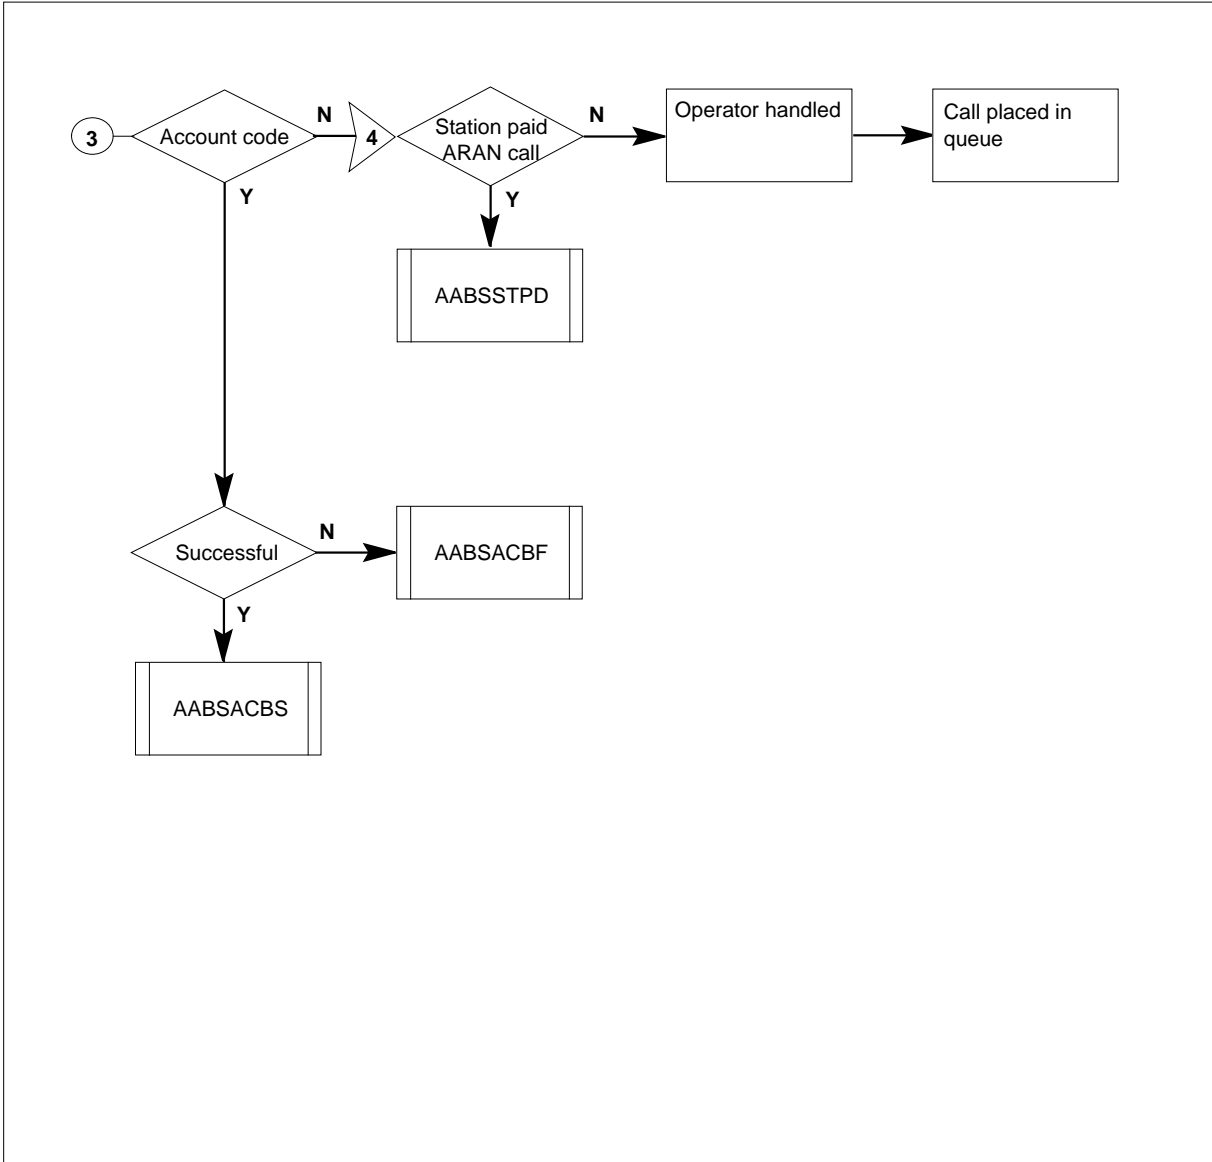 3
Account code
N
4
Station paid
ARAN call
N
Operator handled
Call placed in
queue
Y
Y
AABSSTPD
Successful
N
AABSACBF
Y
AABSACBS